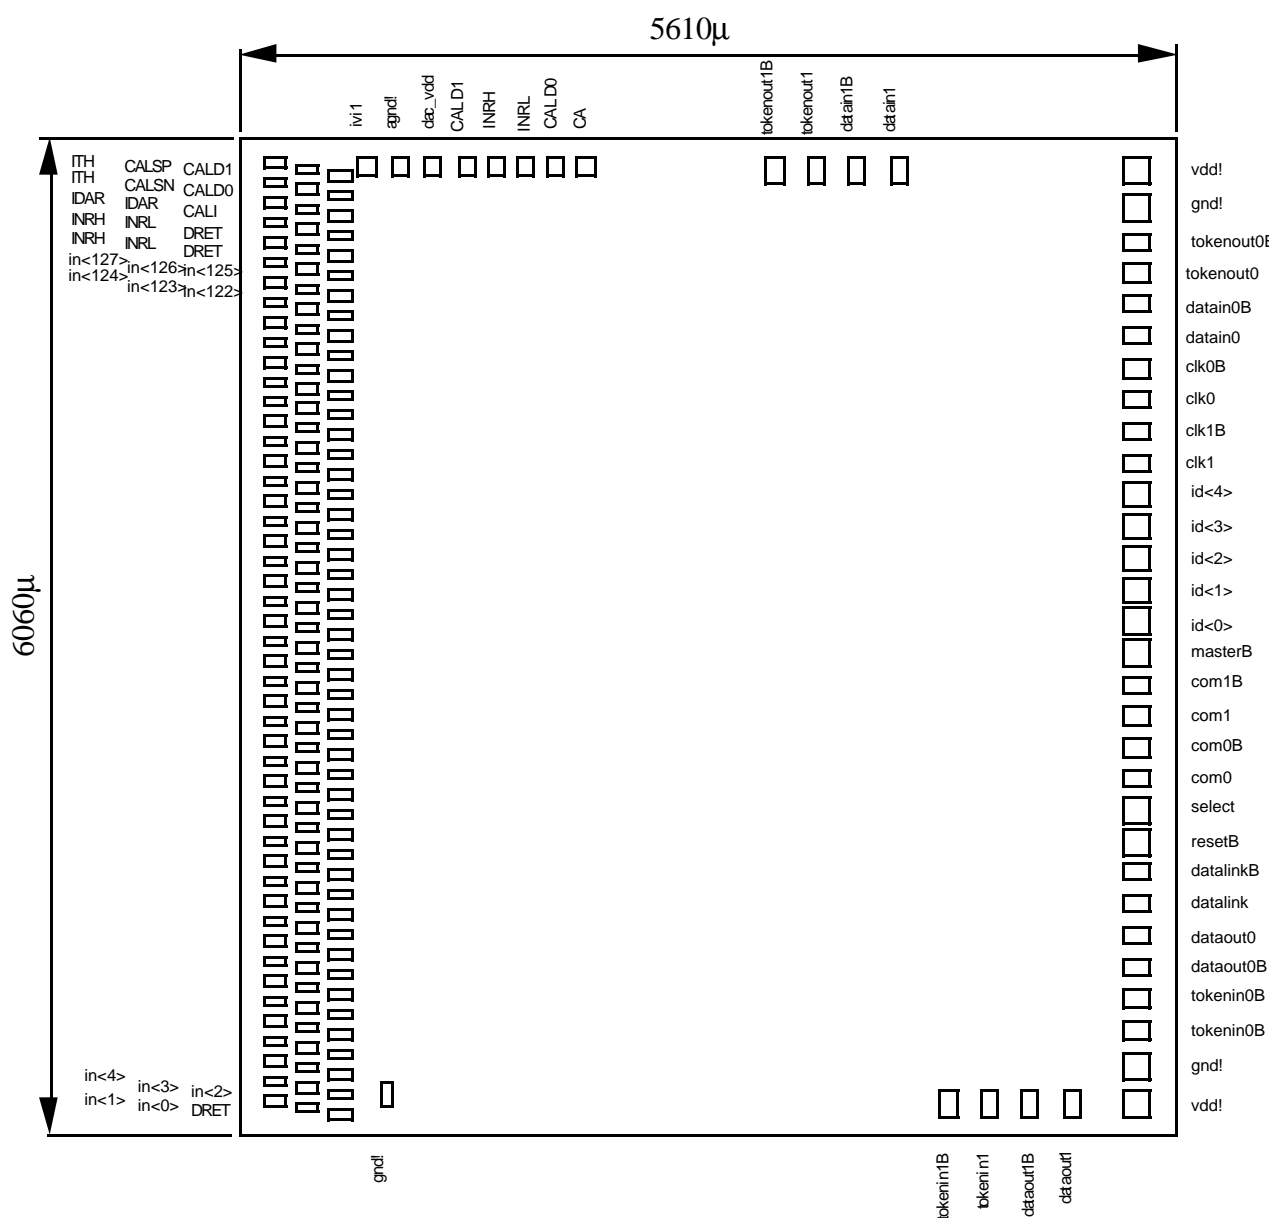 5610μ
ivi1
agnd!
dac_vdd
CALD1
INRH
INRL
CALD0
CA
tokenout1B
tokenout1
datain1B
datain1
ITH
ITH
IDAR
INRH
INRH
in<127>
in<124>
CALSP
CALSN
IDAR
INRL
INRL
in<126>
in<123>
CALD1
CALD0
CALI
DRET
DRET
in<125>
in<122>
6060μ
in<4>
in<1>
in<3>
in<0>
in<2>
DRET
vdd!
gnd!
tokenout0B
tokenout0
datain0B
datain0
clk0B
clk0
clk1B
clk1
id<4>
id<3>
id<2>
id<1>
id<0>
masterB
com1B
com1
com0B
com0
select
resetB
datalinkB
datalink
dataout0
dataout0B
tokenin0B
tokenin0B
gnd!
vdd!
gnd!
tokenin1B
tokenin1
dataout1B
dataout1